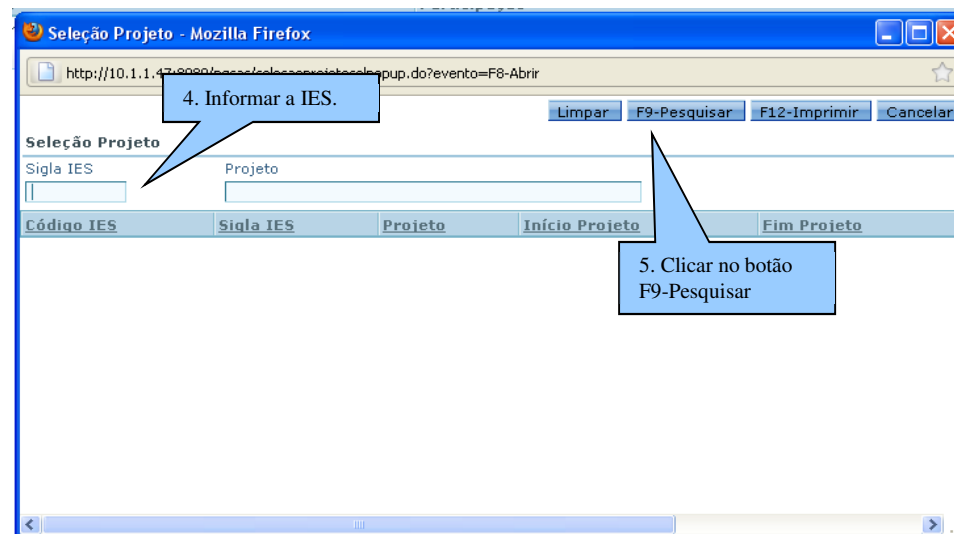 Seleção Projeto - Mozilla Firefox
http://10.1.1.47:8080/ngcas/selecaoprojetoselpopup.do?evento=F8-Abrir
4. Informar a IES.
Limpar F9-Pesquisar F12-Imprimir Cancelar
Seleção Projeto
Sigla IES Projeto
Código IES Sigla IES Projeto Início Projeto Fim Projeto
5. Clicar no botão
F9-Pesquisar